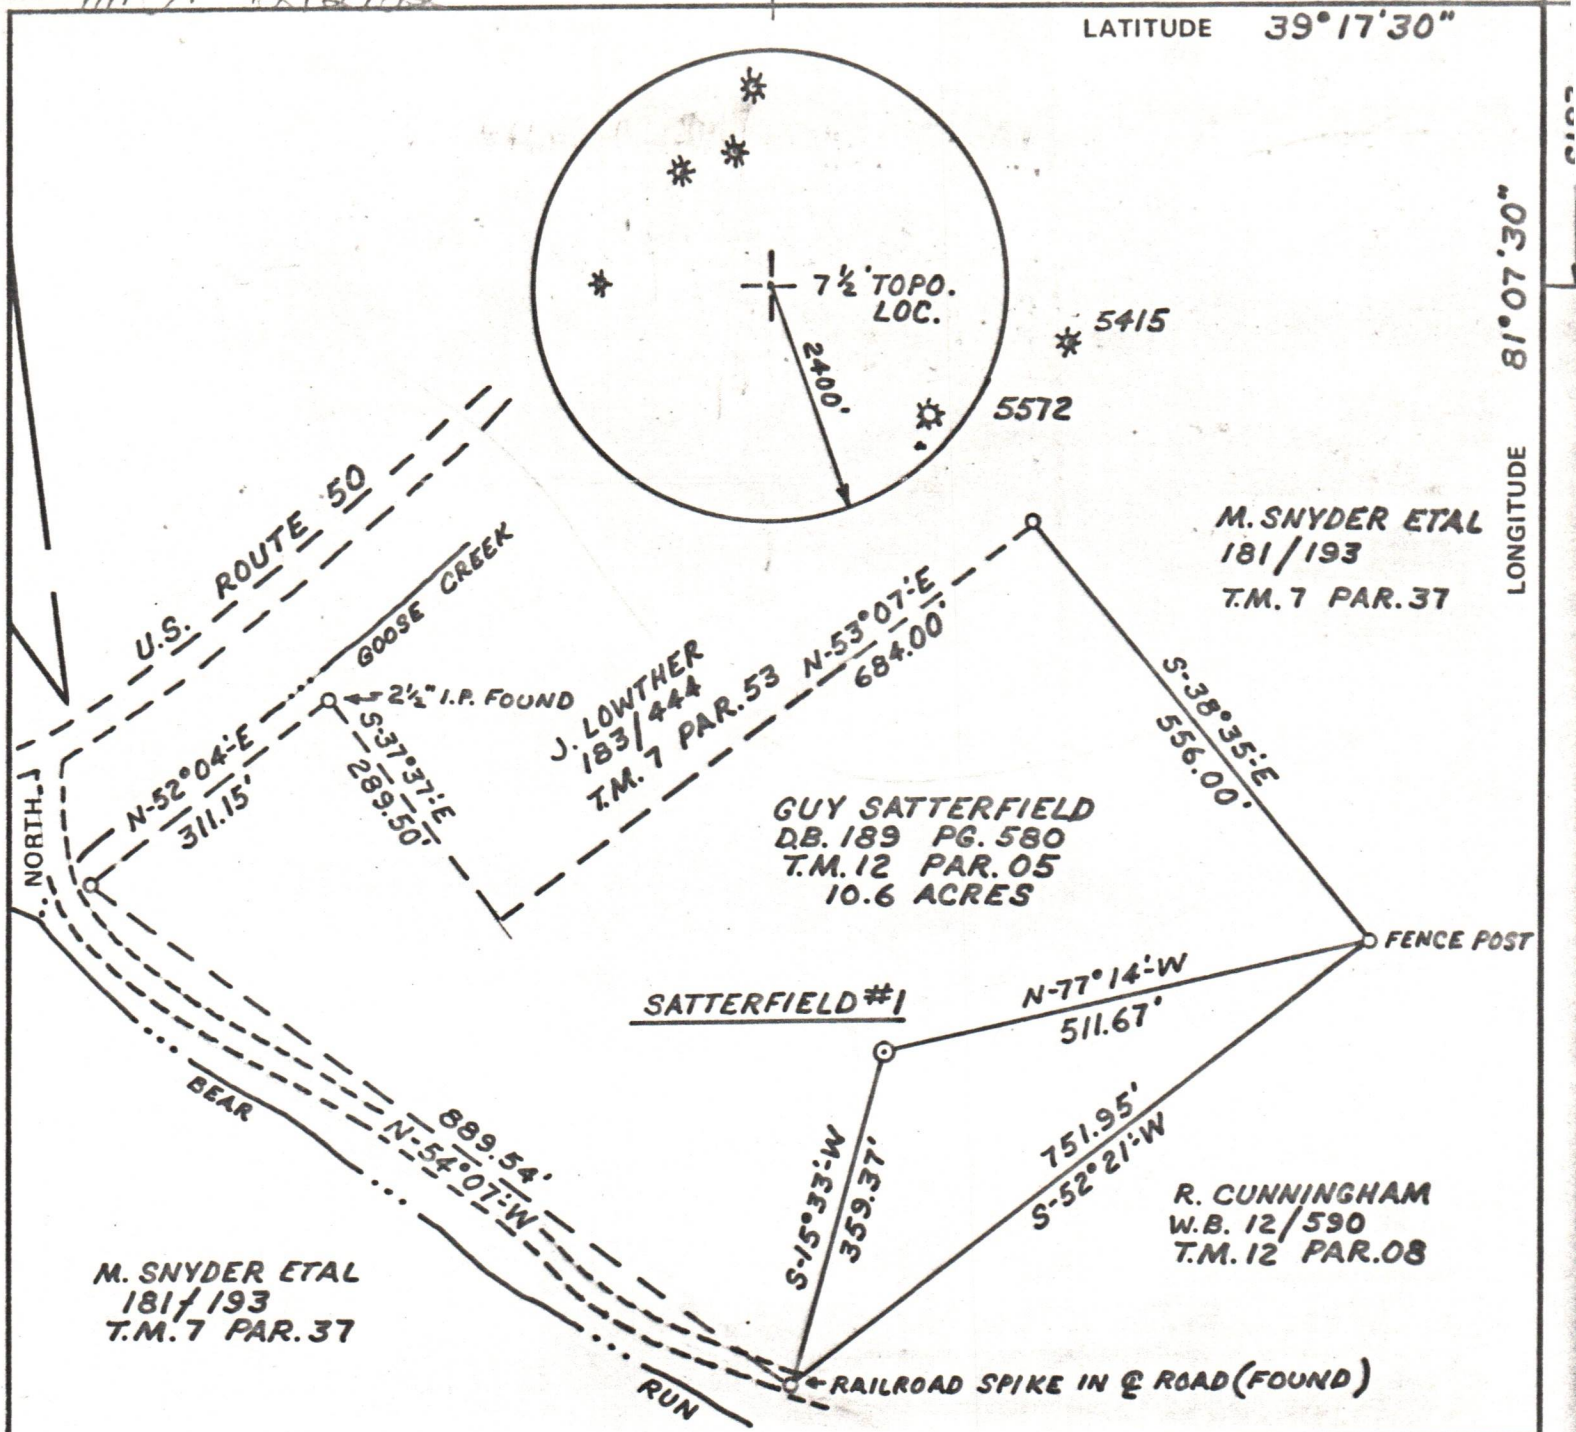 LATITUDE 39°17'30"
7 ½' TOPO.
LOC.
2400'
5415
5572
LONGITUDE 81°07'30"
U.S. ROUTE 50
GOOSE CREEK
M. SNYDER ETAL
181/193
T.M. 7 PAR. 37
2½" I.P. FOUND
J. LOWTHER
183/444
T.M. 7 PAR. 53
N-53°07'-E
684.00'
S-38°35'-E
556.00'
N-52°04'-E
311.15'
S-37°37'-E
289.50'
NORTH
GUY SATTERFIELD
D.B. 189 PG. 580
T.M. 12 PAR. 05
10.6 ACRES
FENCE POST
SATTERFIELD #1
N-77°14'-W
511.67'
BEAR
889.54'
N-54°07'-W
S-15°33'-W
359.37'
751.95'
S-52°21'-W
R. CUNNINGHAM
W.B. 12/590
T.M. 12 PAR. 08
M. SNYDER ETAL
181/193
T.M. 7 PAR. 37
RAILROAD SPIKE IN ℄ ROAD (FOUND)
RUN